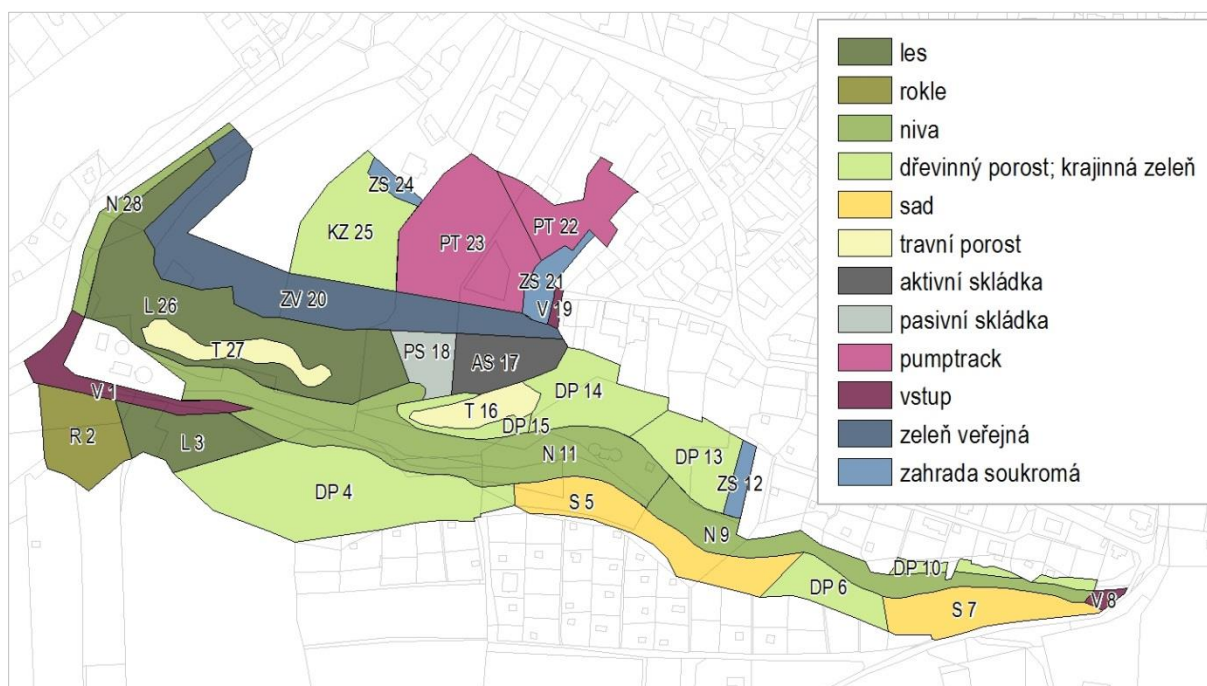 les
rokle
niva
dřevinný porost; krajinná zeleň
sad
travní porost
aktivní skládka
pasivní skládka
pumptrack
vstup
zeleň veřejná
zahrada soukromá
ZS 24
N 28
KZ 25
PT 22
PT 23
ZS 21
L 26
ZV 20
V 19
T 27
PS 18
AS 17
V 1
DP 14
T 16
DP 15
R 2
L 3
N 11
DP 13
ZS 12
DP 4
S 5
N 9
DP 10
DP 6
V 8
S 7